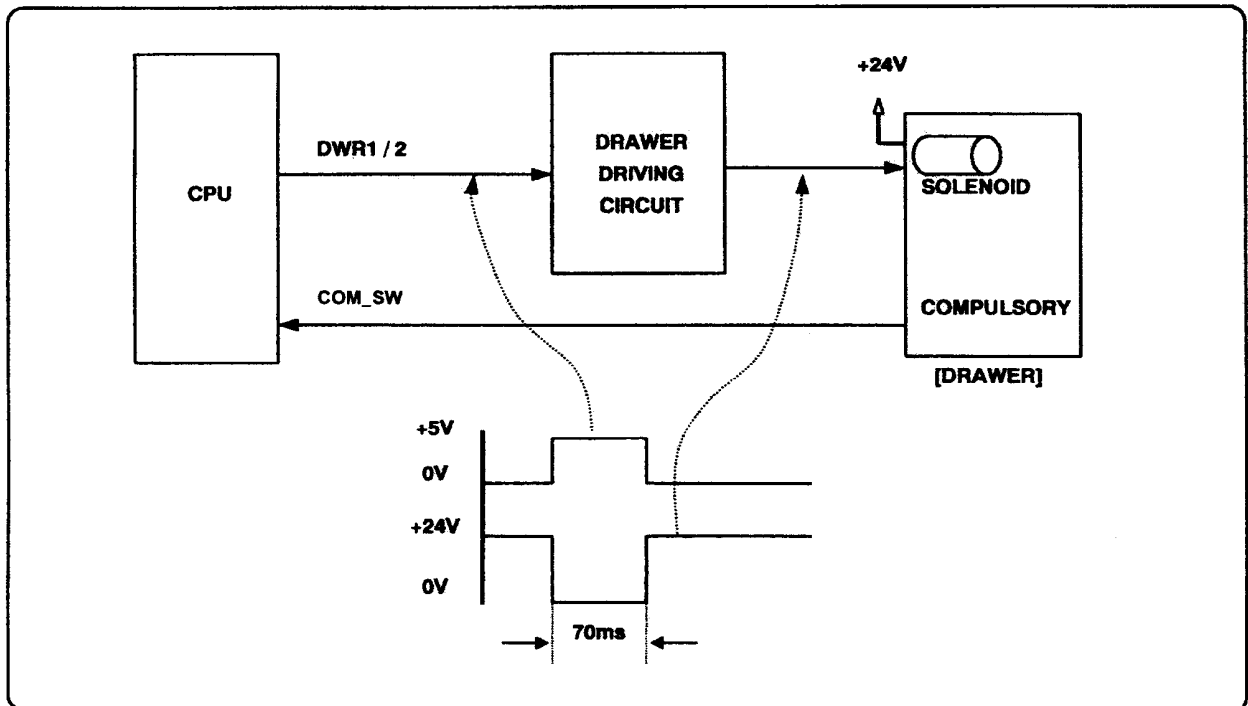 +24V
DWR1 / 2
CPU
DRAWER
DRIVING
CIRCUIT
SOLENOID
COM_SW
COMPULSORY
[DRAWER]
+5V
0V
+24V
0V
70ms